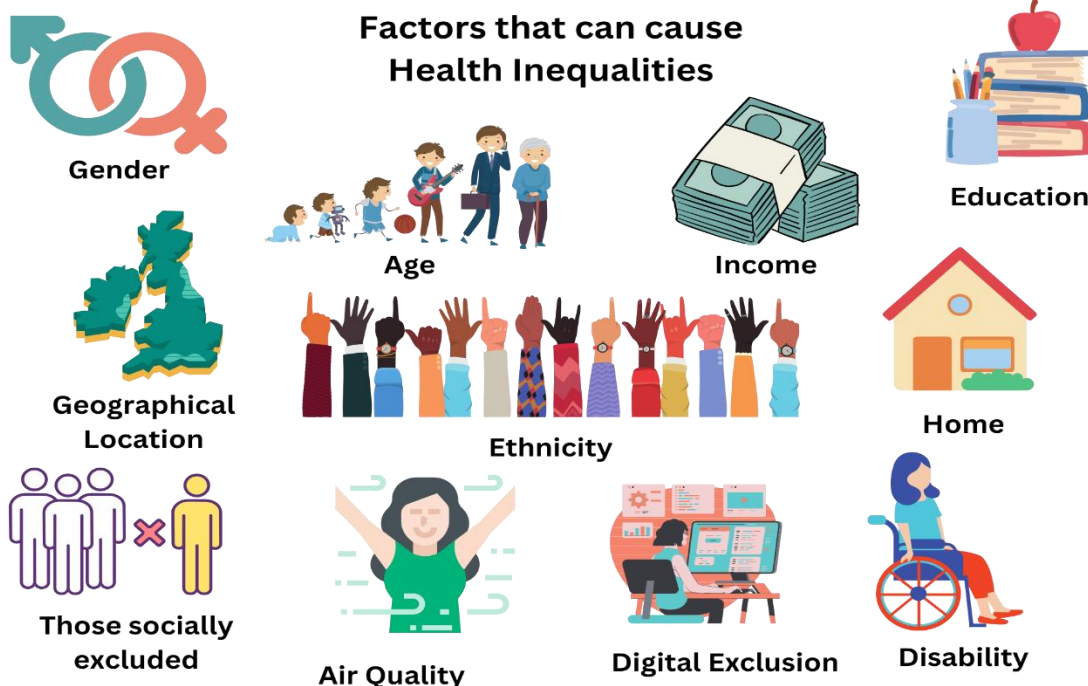 Factors that can cause
Health Inequalities
Gender
Age
Income
Education
Geographical
Location
Ethnicity
Home
Those socially
excluded
Air Quality
Digital Exclusion
Disability